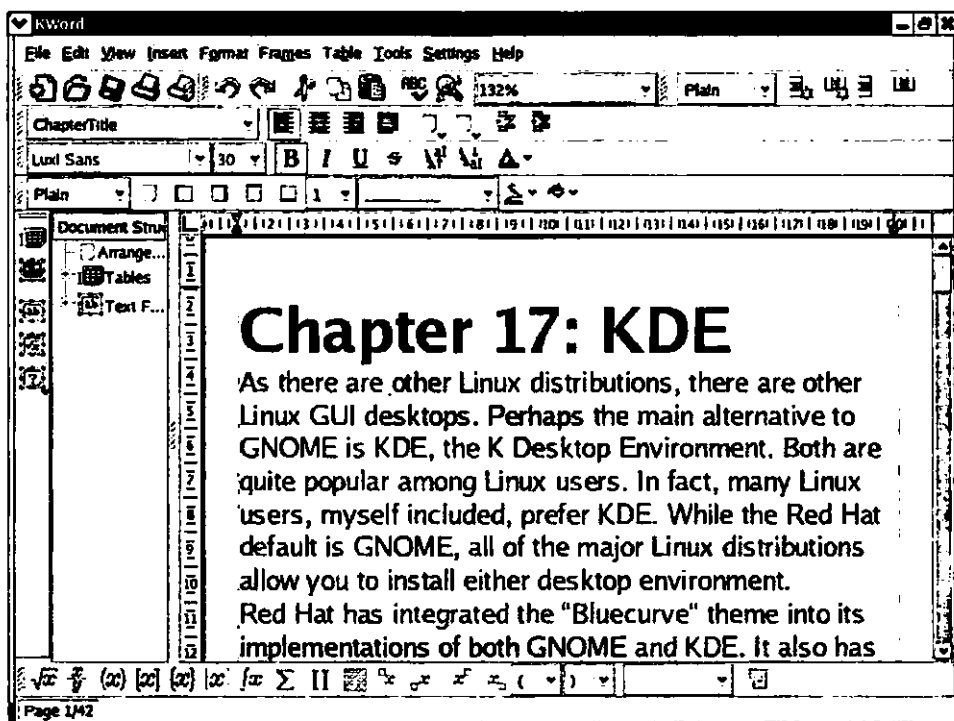 KWord
File Edit View Insert Format Frames Table Tools Settings Help
132%
Plain
ChapterTitle
Luxi Sans
30
B I U S
Plain
1
Document Stru
Arrange...
Tables
Text F...
Chapter 17: KDE
As there are other Linux distributions, there are other
Linux GUI desktops. Perhaps the main alternative to
GNOME is KDE, the K Desktop Environment. Both are
quite popular among Linux users. In fact, many Linux
users, myself included, prefer KDE. While the Red Hat
default is GNOME, all of the major Linux distributions
allow you to install either desktop environment.
Red Hat has integrated the "Bluecurve" theme into its
implementations of both GNOME and KDE. It also has
Page 1/42